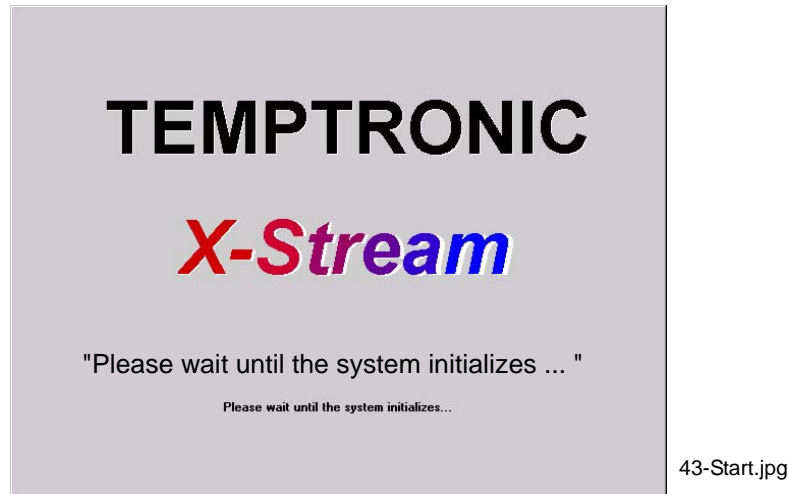 TEMPTRONIC
X-Stream
"Please wait until the system initializes ... "
Please wait until the system initializes...
43-Start.jpg